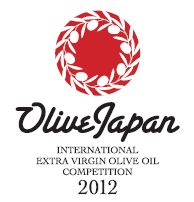 OliveJapan
INTERNATIONAL
EXTRA VIRGIN OLIVE OIL
COMPETITION
2012